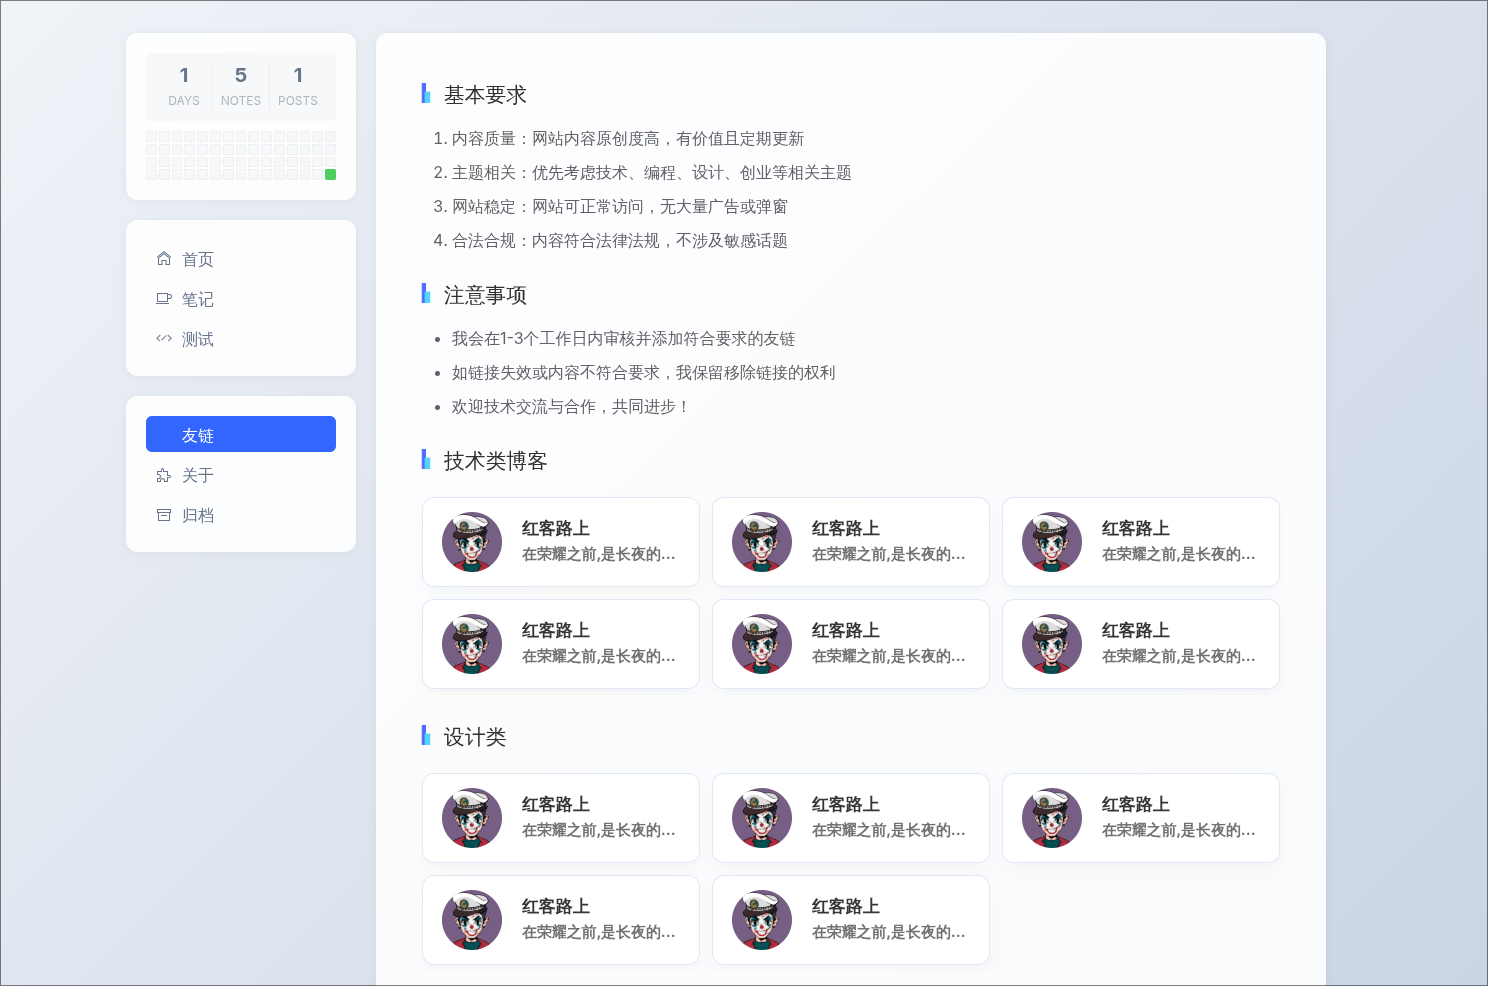 1 5 1
DAYS NOTES POSTS
首页
笔记
测试
友链
关于
归档
基本要求
1. 内容质量：网站内容原创度高，有价值且定期更新
2. 主题相关：优先考虑技术、编程、设计、创业等相关主题
3. 网站稳定：网站可正常访问，无大量广告或弹窗
4. 合法合规：内容符合法律法规，不涉及敏感话题
注意事项
• 我会在1-3个工作日内审核并添加符合要求的友链
• 如链接失效或内容不符合要求，我保留移除链接的权利
• 欢迎技术交流与合作，共同进步！
技术类博客
红客路上
在荣耀之前,是长夜的...
红客路上
在荣耀之前,是长夜的...
红客路上
在荣耀之前,是长夜的...
红客路上
在荣耀之前,是长夜的...
红客路上
在荣耀之前,是长夜的...
红客路上
在荣耀之前,是长夜的...
设计类
红客路上
在荣耀之前,是长夜的...
红客路上
在荣耀之前,是长夜的...
红客路上
在荣耀之前,是长夜的...
红客路上
在荣耀之前,是长夜的...
红客路上
在荣耀之前,是长夜的...